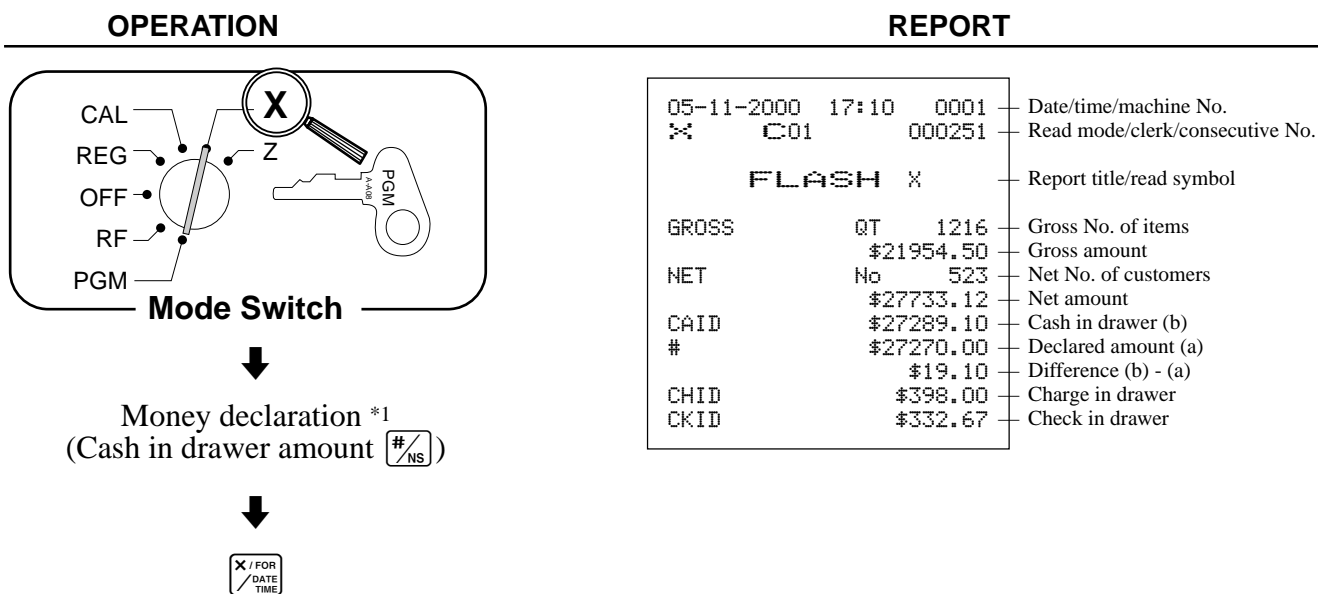 OPERATION
REPORT
CAL
REG
OFF
RF
PGM
X
Z
PGM
A-A08
Mode Switch
Money declaration *1
(Cash in drawer amount #/NS)
X / FOR
DATE
TIME
05-11-2000 17:10 0001
X C01 000251
FLASH X
GROSS QT 1216
$21954.50
NET No 523
$27733.12
CAID $27289.10
# $27270.00
$19.10
CHID $398.00
CKID $332.67
Date/time/machine No.
Read mode/clerk/consecutive No.
Report title/read symbol
Gross No. of items
Gross amount
Net No. of customers
Net amount
Cash in drawer (b)
Declared amount (a)
Difference (b) - (a)
Charge in drawer
Check in drawer